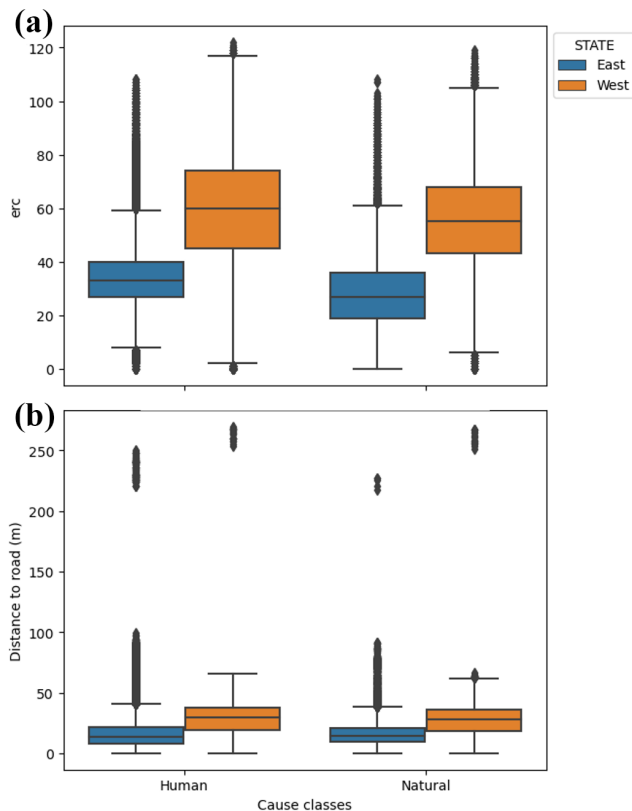 (a)
120
100
80
60
40
20
0
erc
STATE
East
West
(b)
250
200
150
100
50
0
Distance to road (m)
Human Natural
Cause classes